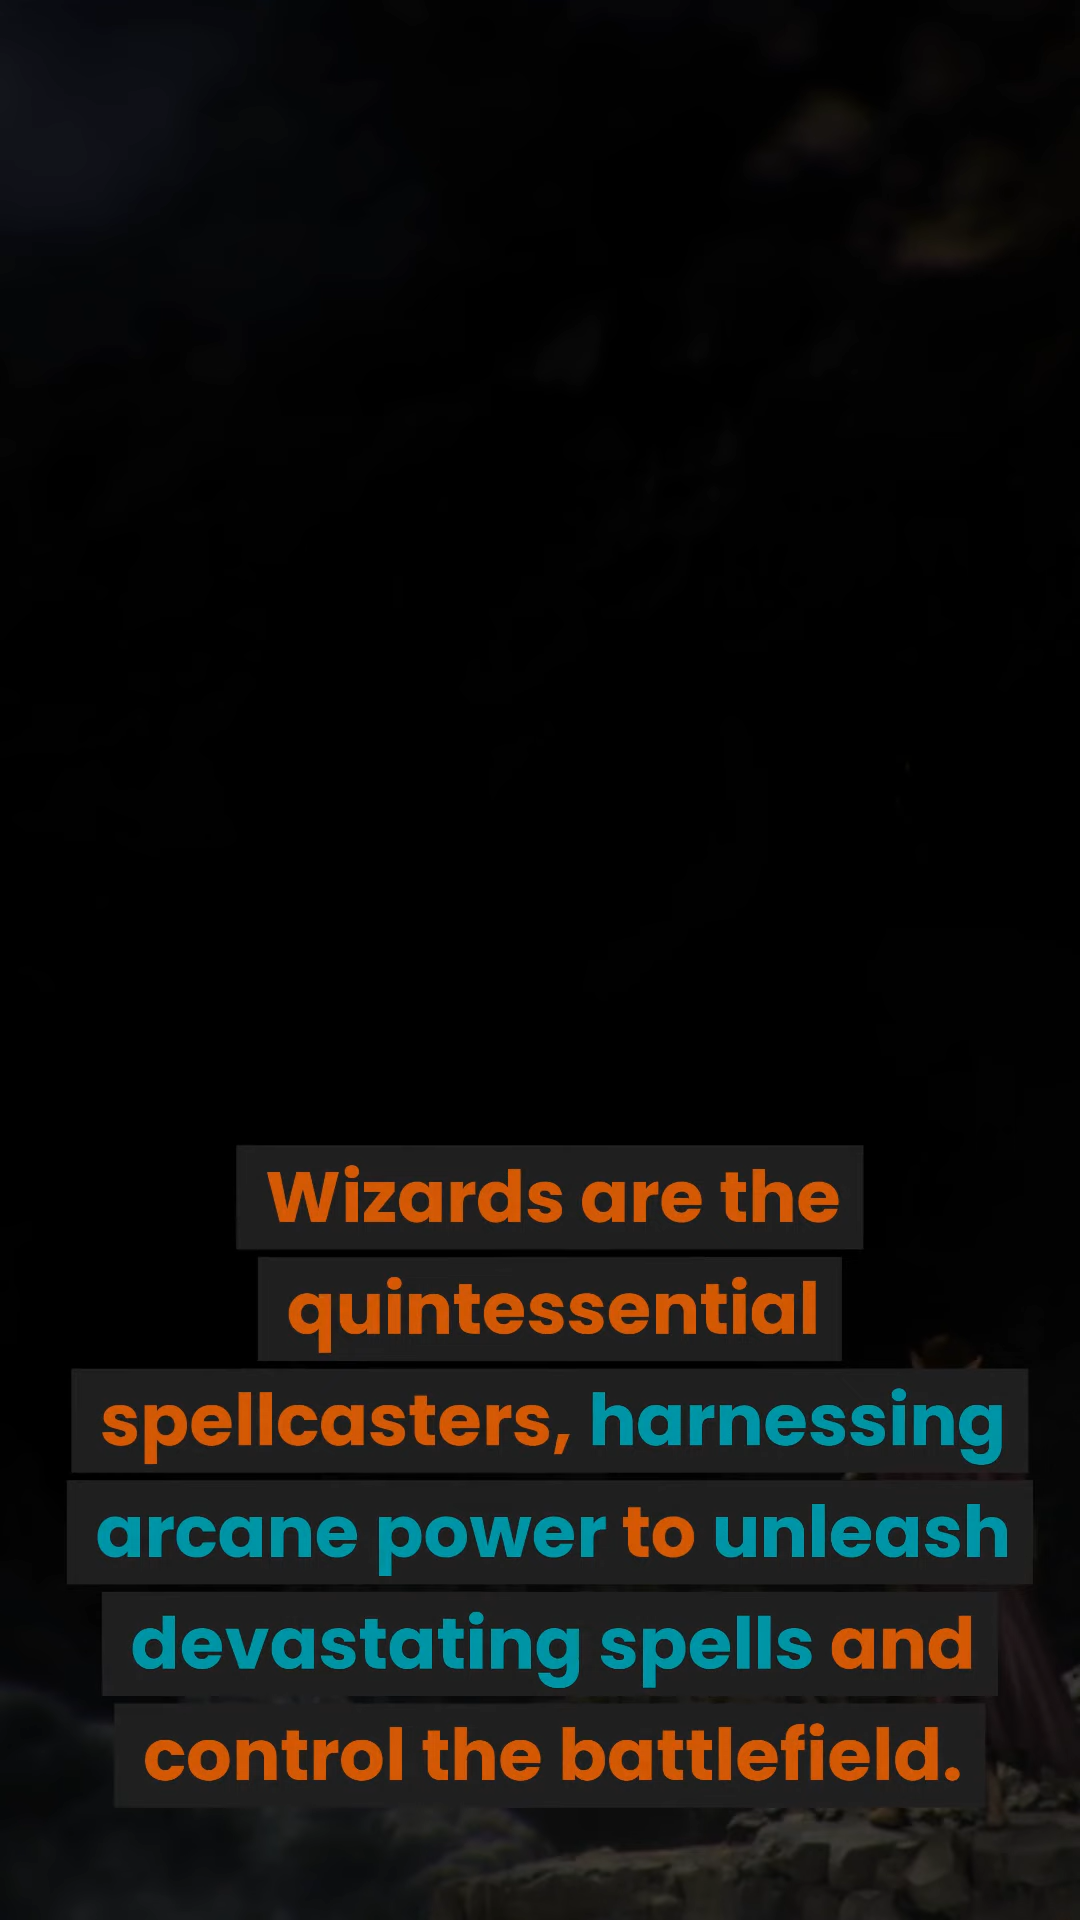 Wizards are the
quintessential
spellcasters, harnessing
arcane power to unleash
devastating spells and
control the battlefield.